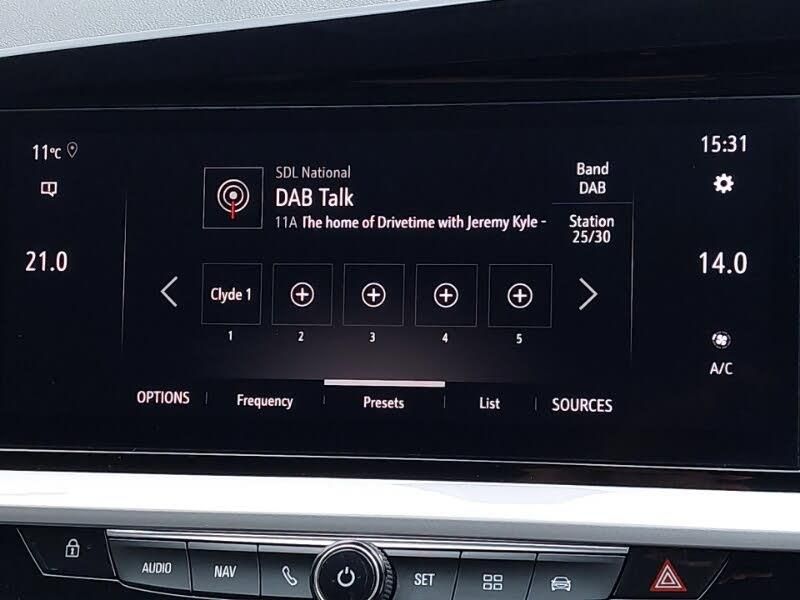 11°C
15:31
SDL National
DAB Talk
11A The home of Drivetime with Jeremy Kyle -
Band
DAB
Station
25/30
21.0
14.0
Clyde 1
1
2
3
4
5
A/C
OPTIONS
Frequency
Presets
List
SOURCES
AUDIO
NAV
SET